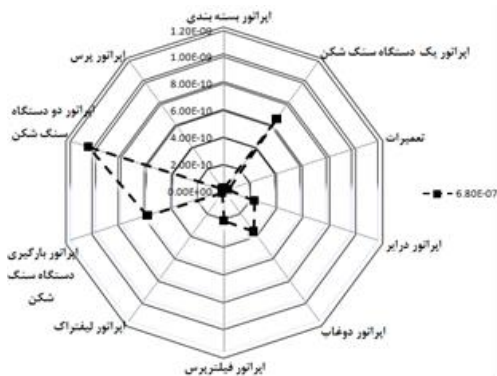 اپراتور بسته بندی
1.20E-09
1.00E-09
8.00E-10
6.00E-10
4.00E-10
2.00E-10
0.00E+00
اپراتور یک دستگاه سنگ شکن
تعمیرات
اپراتور درایر
اپراتور دوغاب
اپراتور فیلترپرس
اپراتور لیفتراک
اپراتور بارگیری
دستگاه سنگ
شکن
اپراتور دو دستگاه
سنگ شکن
اپراتور پرس
6.80E-07